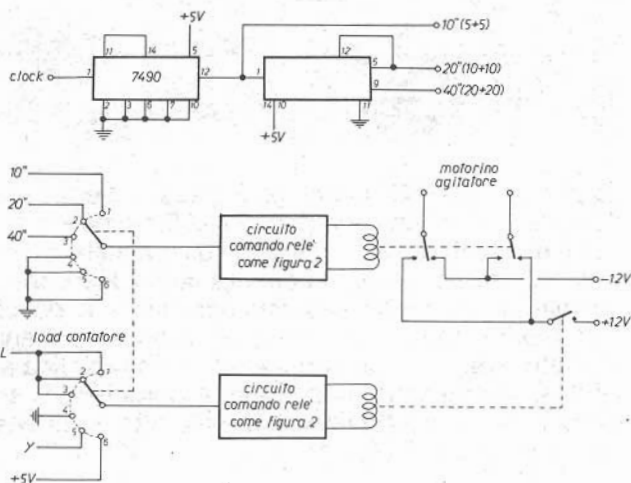 +5V
10" (5+5)
11 14 5 12
clock 1 7490 12 1 5 20" (10+10)
9 40" (20+20)
2 3 6 7 10 14 10 11
+5V
motorino
agitatore
10"
20" 2 1
40" 3
4
6
circuito
comando relè
come figura 2
-12V
+12V
load contatore
L
2 1
3
4
5 6
circuito
comando relè
come figura 2
Y
+5V